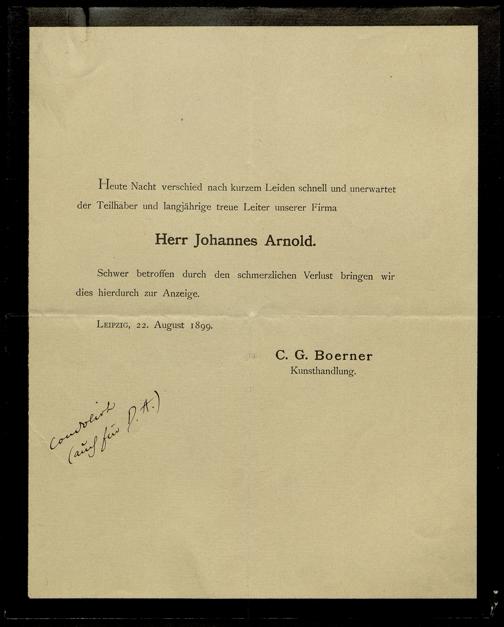 Heute Nacht verschied nach kurzem Leiden schnell und unerwartet
der Teilhaber und langjährige treue Leiter unserer Firma
Herr Johannes Arnold.
Schwer betroffen durch den schmerzlichen Verlust bringen wir
dies hierdurch zur Anzeige.
Leipzig, 22. August 1899.
C. G. Boerner
Kunsthandlung.
condolirt
(auch für D. A.)